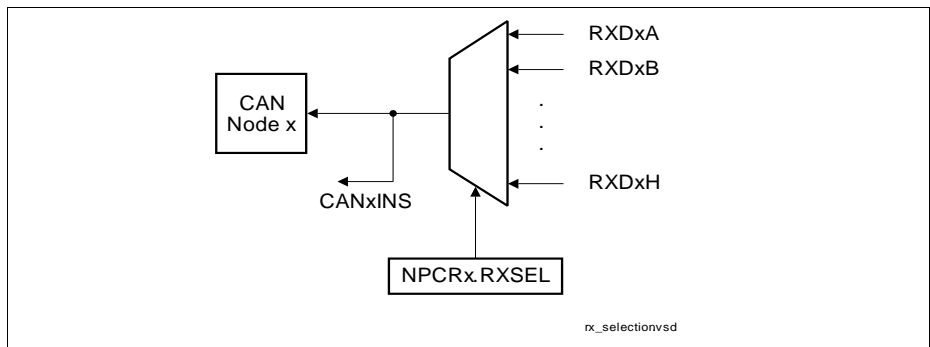 RXDxA
RXDxB
CAN
Node x
.
.
.
RXDxH
CANxINS
NPCRx.RXSEL
rx_selectionvsd